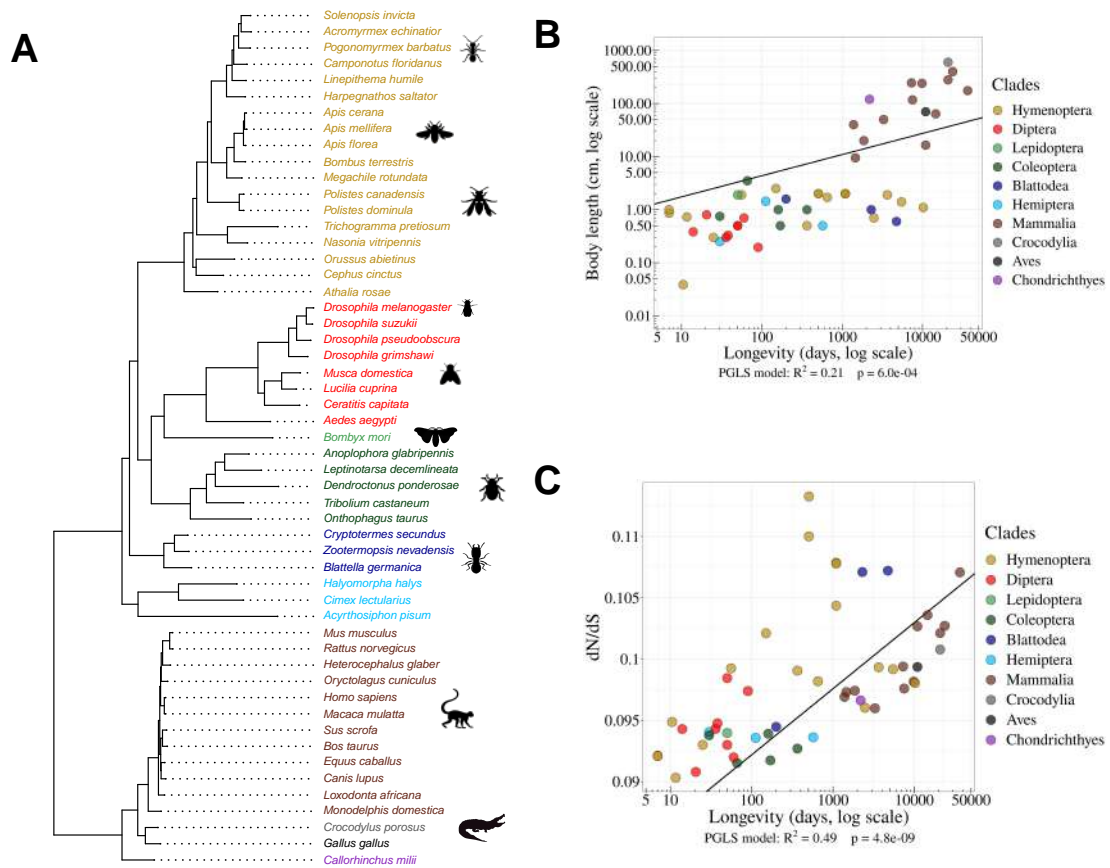 A
Solenopsis invicta
Acromyrmex echinatior
Pogonomyrmex barbatus
Camponotus floridanus
Linepithema humile
Harpegnathos saltator
Apis cerana
Apis mellifera
Apis florea
Bombus terrestris
Megachile rotundata
Polistes canadensis
Polistes dominula
Trichogramma pretiosum
Nasonia vitripennis
Orussus abietinus
Cephus cinctus
Athalia rosae
Drosophila melanogaster
Drosophila suzukii
Drosophila pseudoobscura
Drosophila grimshawi
Musca domestica
Lucilia cuprina
Ceratitis capitata
Aedes aegypti
Bombyx mori
Anoplophora glabripennis
Leptinotarsa decemlineata
Dendroctonus ponderosae
Tribolium castaneum
Onthophagus taurus
Cryptotermes secundus
Zootermopsis nevadensis
Blattella germanica
Halyomorpha halys
Cimex lectularius
Acyrthosiphon pisum
Mus musculus
Rattus norvegicus
Heterocephalus glaber
Oryctolagus cuniculus
Homo sapiens
Macaca mulatta
Sus scrofa
Bos taurus
Equus caballus
Canis lupus
Loxodonta africana
Monodelphis domestica
Crocodylus porosus
Gallus gallus
Callorhinchus milii
B
Body length (cm, log scale)
1000.00
500.00
100.00
50.00
10.00
5.00
1.00
0.50
0.10
0.05
0.01
5 10 100 1000 10000 50000
Longevity (days, log scale)
PGLS model: R² = 0.21 p = 6.0e-04
Clades
Hymenoptera
Diptera
Lepidoptera
Coleoptera
Blattodea
Hemiptera
Mammalia
Crocodylia
Aves
Chondrichthyes
C
dN/dS
0.11
0.105
0.1
0.095
0.09
5 10 100 1000 10000 50000
Longevity (days, log scale)
PGLS model: R² = 0.49 p = 4.8e-09
Clades
Hymenoptera
Diptera
Lepidoptera
Coleoptera
Blattodea
Hemiptera
Mammalia
Crocodylia
Aves
Chondrichthyes